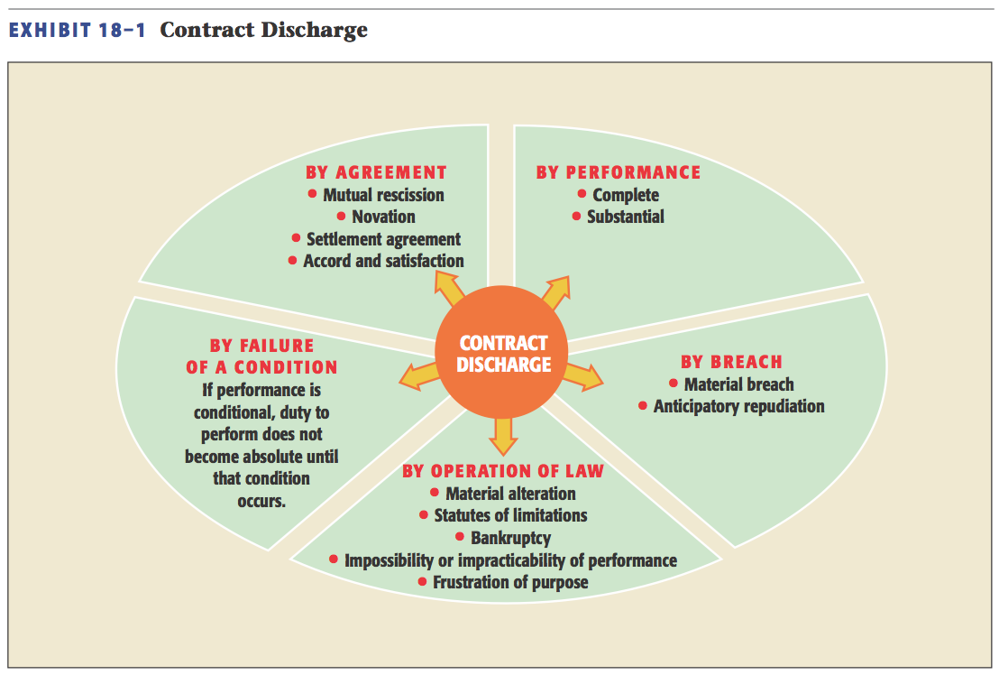 EXHIBIT 18–1 Contract Discharge
BY AGREEMENT
• Mutual rescission
• Novation
• Settlement agreement
• Accord and satisfaction
BY PERFORMANCE
• Complete
• Substantial
BY FAILURE
OF A CONDITION
If performance is
conditional, duty to
perform does not
become absolute until
that condition
occurs.
CONTRACT
DISCHARGE
BY BREACH
• Material breach
• Anticipatory repudiation
BY OPERATION OF LAW
• Material alteration
• Statutes of limitations
• Bankruptcy
• Impossibility or impracticability of performance
• Frustration of purpose